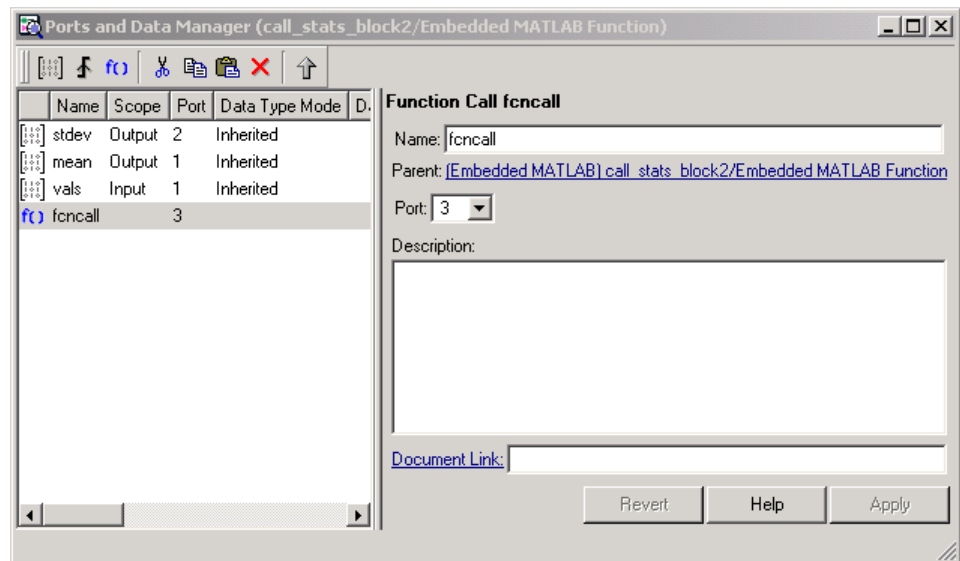 Ports and Data Manager (call_stats_block2/Embedded MATLAB Function)
f()
Name Scope Port Data Type Mode D
stdev Output 2 Inherited
mean Output 1 Inherited
vals Input 1 Inherited
f() fcncall 3
Function Call fcncall
Name: fcncall
Parent: (Embedded MATLAB) call_stats_block2/Embedded MATLAB Function
Port: 3
Description:
Document Link:
Revert Help Apply